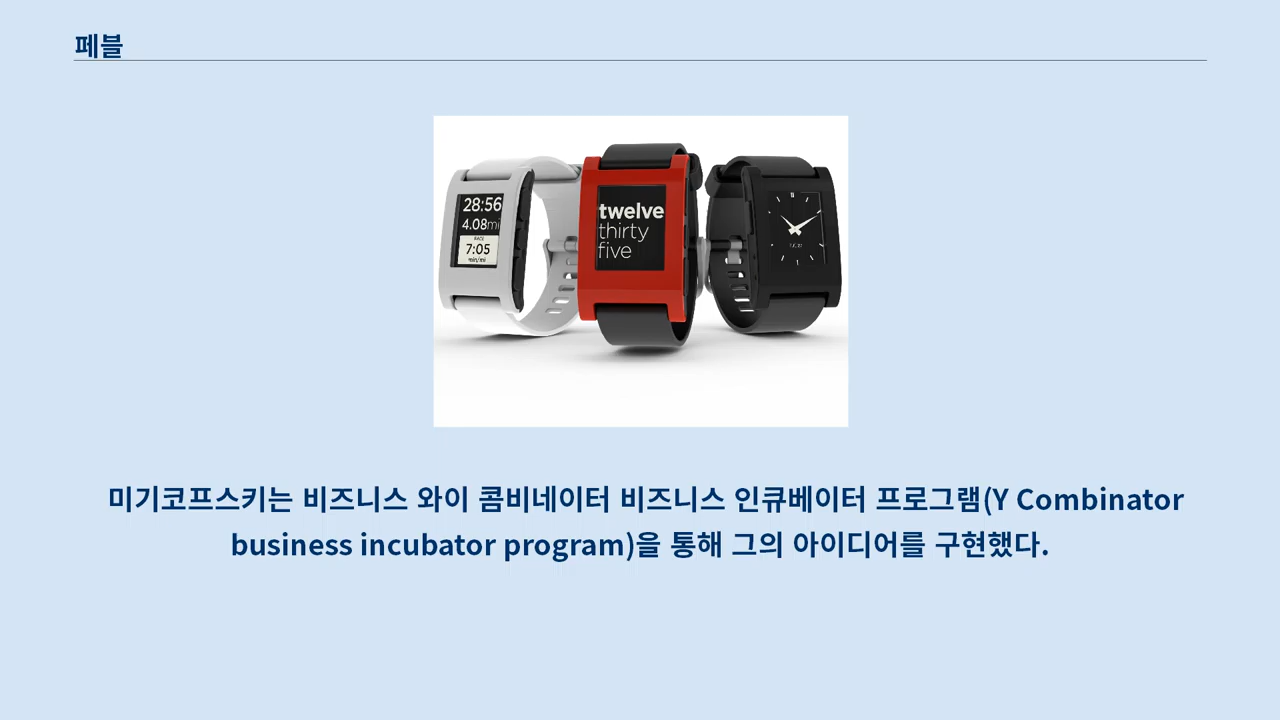 페블
28:56
4.08mi
RACE
7:05
min/mi
twelve
thirty
five
미기코프스키는 비즈니스 와이 콤비네이터 비즈니스 인큐베이터 프로그램(Y Combinator
business incubator program)을 통해 그의 아이디어를 구현했다.